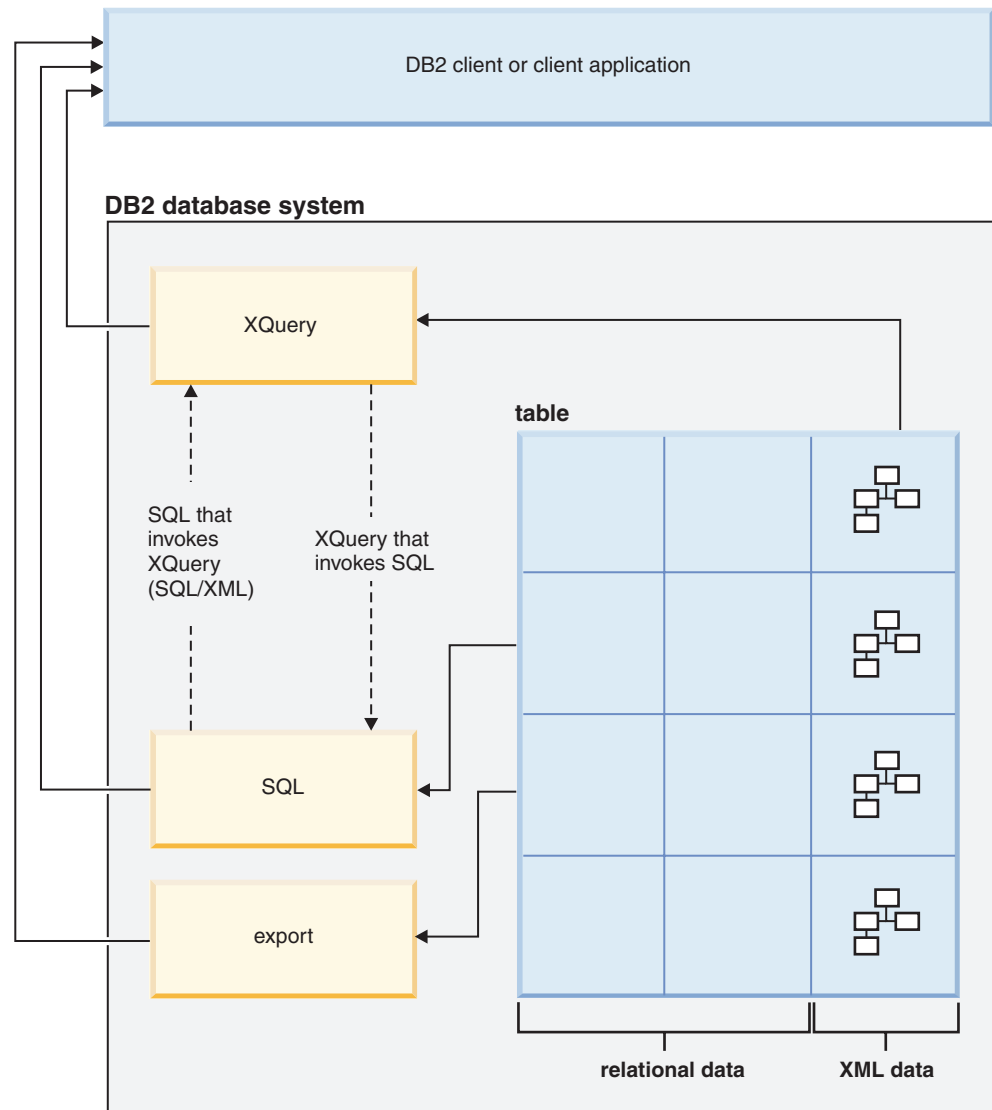 DB2 client or client application
DB2 database system
XQuery
table
SQL that
invokes
XQuery
(SQL/XML)
XQuery that
invokes SQL
SQL
export
relational data
XML data